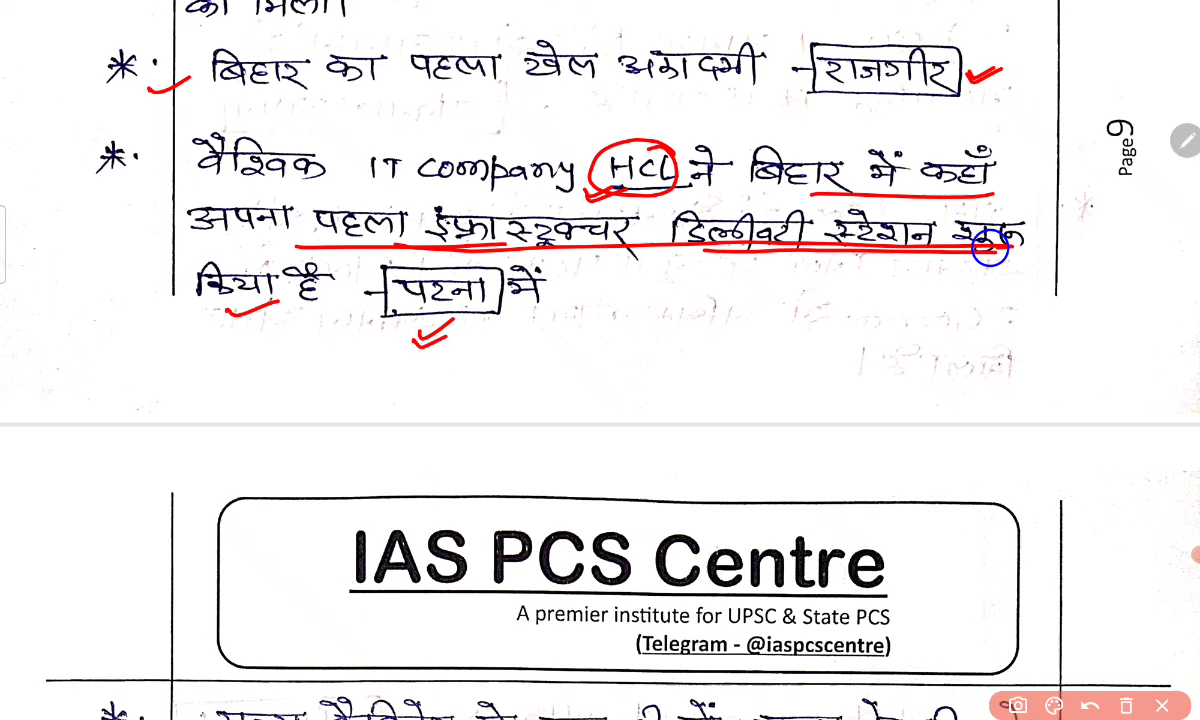 को मिला।
* · बिहार का पहला खेल अकादमी - राजगीर
* · वैश्विक IT company HCL ने बिहार में कहाँ
अपना पहला इंफ्रास्ट्रक्चर डिलीवरी स्टेशन शुरू
किया है - पटना में
Page 9
IAS PCS Centre
A premier institute for UPSC & State PCS
(Telegram - @iaspcscentre)